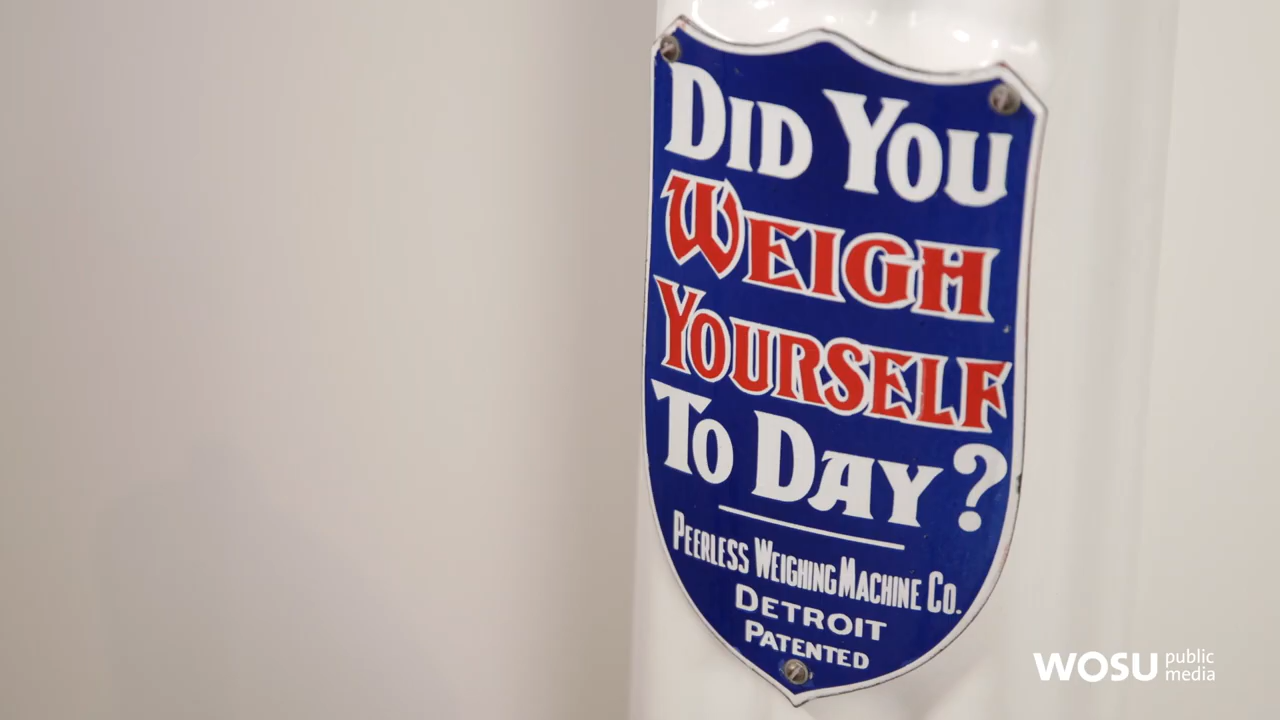 DID YOU
WEIGH
YOURSELF
TO DAY?
PEERLESS WEIGHING MACHINE CO.
DETROIT
PATENTED
WOSU public
media